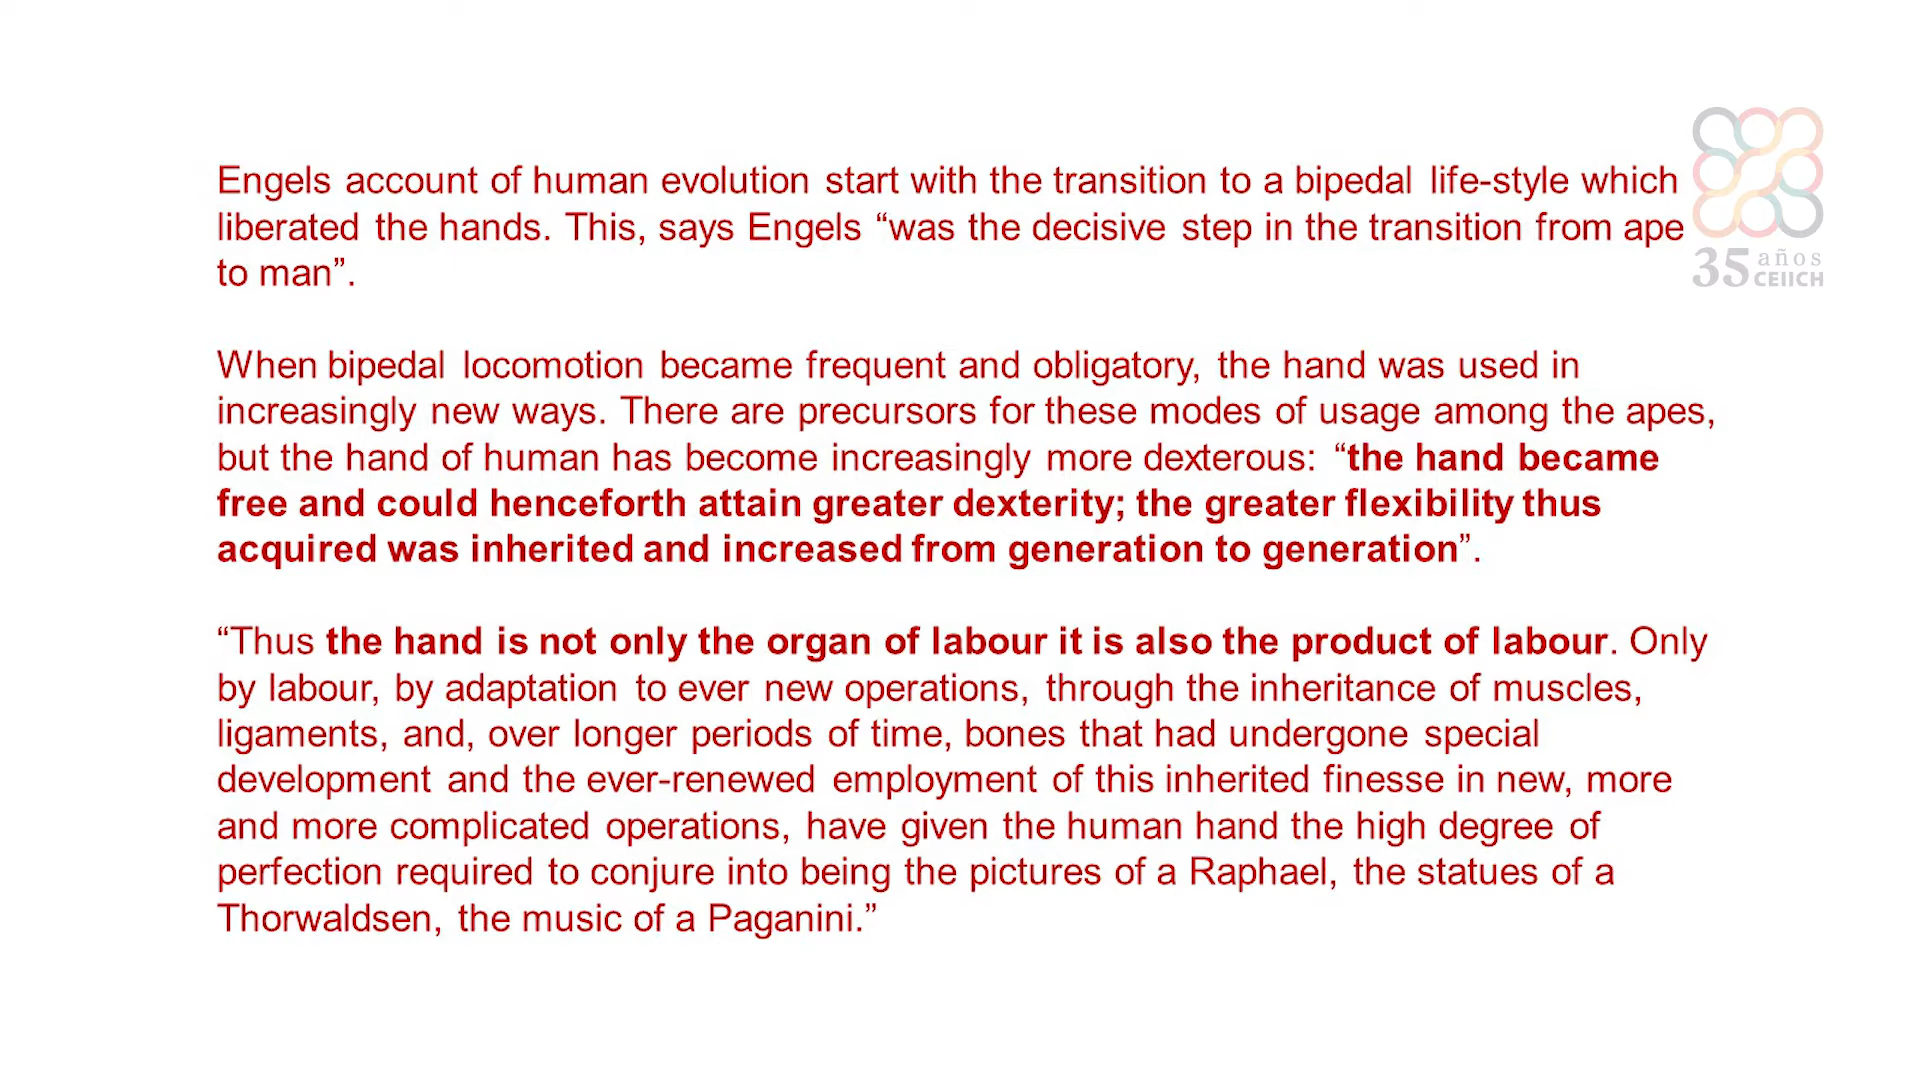 Engels account of human evolution start with the transition to a bipedal life-style which
liberated the hands. This, says Engels “was the decisive step in the transition from ape
to man”.
When bipedal locomotion became frequent and obligatory, the hand was used in
increasingly new ways. There are precursors for these modes of usage among the apes,
but the hand of human has become increasingly more dexterous: “the hand became
free and could henceforth attain greater dexterity; the greater flexibility thus
acquired was inherited and increased from generation to generation”.
“Thus the hand is not only the organ of labour it is also the product of labour. Only
by labour, by adaptation to ever new operations, through the inheritance of muscles,
ligaments, and, over longer periods of time, bones that had undergone special
development and the ever-renewed employment of this inherited finesse in new, more
and more complicated operations, have given the human hand the high degree of
perfection required to conjure into being the pictures of a Raphael, the statues of a
Thorwaldsen, the music of a Paganini.”
35 años
CEIICH